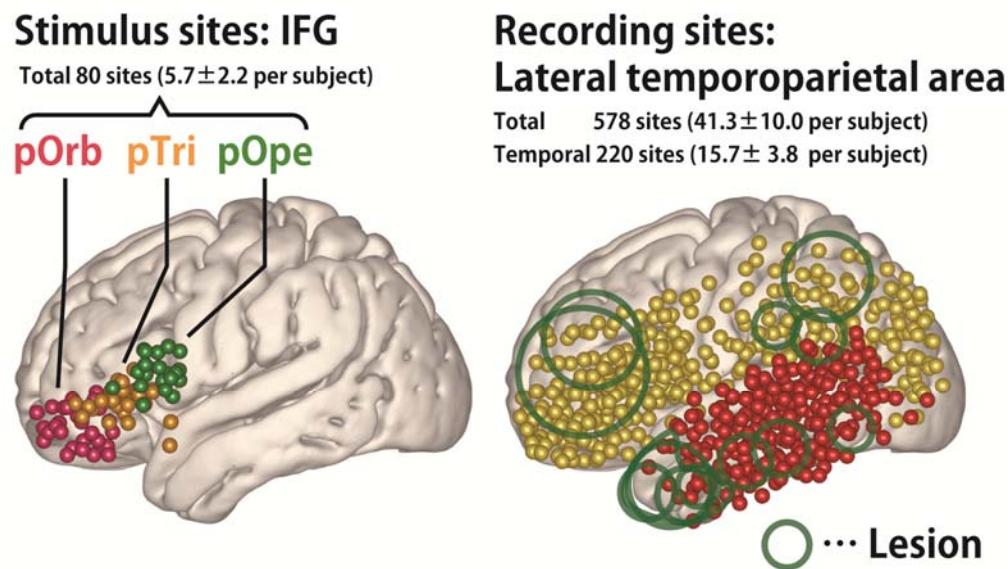 Stimulus sites: IFG
Total 80 sites (5.7±2.2 per subject)
pOrb pTri pOpe
Recording sites:
Lateral temporoparietal area
Total 578 sites (41.3±10.0 per subject)
Temporal 220 sites (15.7± 3.8 per subject)
··· Lesion